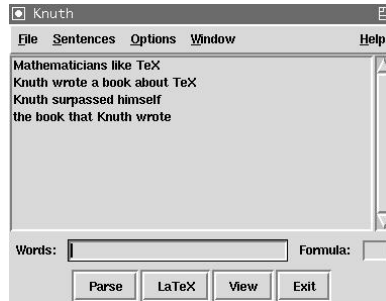 Knuth
File Sentences Options Window Help
Mathematicians like TeX
Knuth wrote a book about TeX
Knuth surpassed himself
the book that Knuth wrote
Words: Formula:
Parse LaTeX View Exit